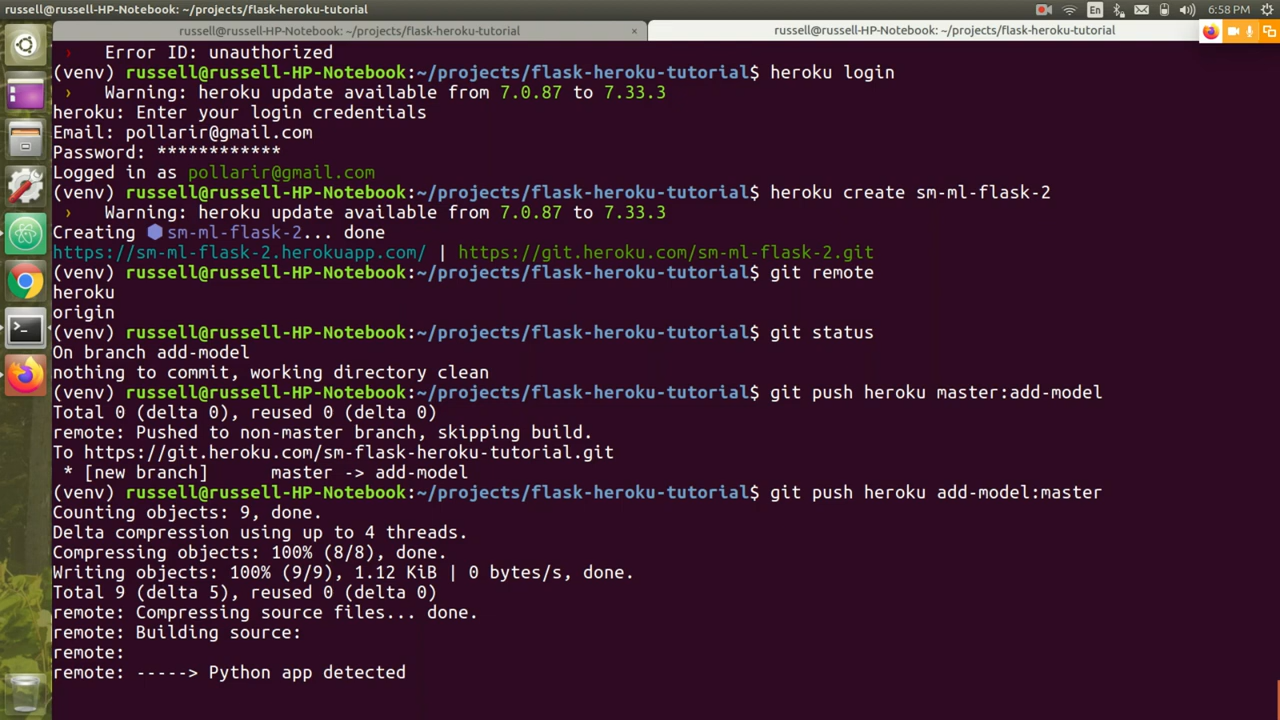 russell@russell-HP-Notebook: ~/projects/flask-heroku-tutorial
En
6:58 PM
russell@russell-HP-Notebook: ~/projects/flask-heroku-tutorial ×
russell@russell-HP-Notebook: ~/projects/flask-heroku-tutorial
› Error ID: unauthorized
(venv) russell@russell-HP-Notebook:~/projects/flask-heroku-tutorial$ heroku login
› Warning: heroku update available from 7.0.87 to 7.33.3
heroku: Enter your login credentials
Email: pollarir@gmail.com
Password: ************
Logged in as pollarir@gmail.com
(venv) russell@russell-HP-Notebook:~/projects/flask-heroku-tutorial$ heroku create sm-ml-flask-2
› Warning: heroku update available from 7.0.87 to 7.33.3
Creating ⬢ sm-ml-flask-2... done
https://sm-ml-flask-2.herokuapp.com/ | https://git.heroku.com/sm-ml-flask-2.git
(venv) russell@russell-HP-Notebook:~/projects/flask-heroku-tutorial$ git remote
heroku
origin
(venv) russell@russell-HP-Notebook:~/projects/flask-heroku-tutorial$ git status
On branch add-model
nothing to commit, working directory clean
(venv) russell@russell-HP-Notebook:~/projects/flask-heroku-tutorial$ git push heroku master:add-model
Total 0 (delta 0), reused 0 (delta 0)
remote: Pushed to non-master branch, skipping build.
To https://git.heroku.com/sm-flask-heroku-tutorial.git
* [new branch] master -> add-model
(venv) russell@russell-HP-Notebook:~/projects/flask-heroku-tutorial$ git push heroku add-model:master
Counting objects: 9, done.
Delta compression using up to 4 threads.
Compressing objects: 100% (8/8), done.
Writing objects: 100% (9/9), 1.12 KiB | 0 bytes/s, done.
Total 9 (delta 5), reused 0 (delta 0)
remote: Compressing source files... done.
remote: Building source:
remote:
remote: -----> Python app detected